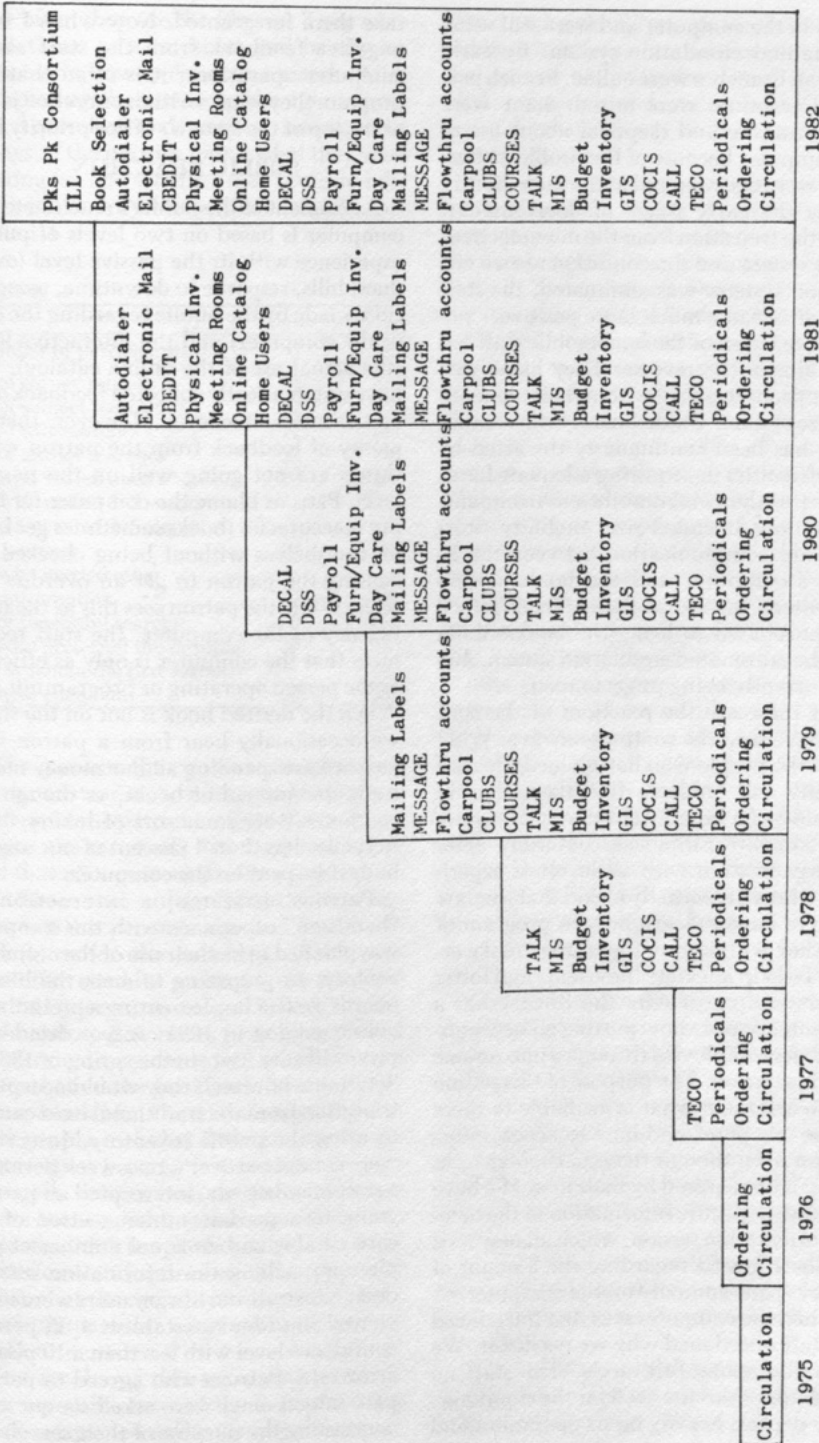 Circulation
1975
Ordering
Circulation
1976
TECO
Periodicals
Ordering
Circulation
1977
TALK
MIS
Budget
Inventory
GIS
COCIS
CALL
TECO
Periodicals
Ordering
Circulation
1978
Mailing Labels
MESSAGE
Flowthru accounts
Carpool
CLUBS
COURSES
TALK
MIS
Budget
Inventory
GIS
COCIS
CALL
TECO
Periodicals
Ordering
Circulation
1979
DECAL
DSS
Payroll
Furn/Equip Inv.
Day Care
Mailing Labels
MESSAGE
Flowthru accounts
Carpool
CLUBS
COURSES
TALK
MIS
Budget
Inventory
GIS
COCIS
CALL
TECO
Periodicals
Ordering
Circulation
1980
Autodialer
Electronic Mail
CBEDIT
Physical Inv.
Meeting Rooms
Online Catalog
Home Users
DECAL
DSS
Payroll
Furn/Equip Inv.
Day Care
Mailing Labels
MESSAGE
Flowthru accounts
Carpool
CLUBS
COURSES
TALK
MIS
Budget
Inventory
GIS
COCIS
CALL
TECO
Periodicals
Ordering
Circulation
1981
Pks Pk Consortium
ILL
Book Selection
Autodialer
Electronic Mail
CBEDIT
Physical Inv.
Meeting Rooms
Online Catalog
Home Users
DECAL
DSS
Payroll
Furn/Equip Inv.
Day Care
Mailing Labels
MESSAGE
Flowthru accounts
Carpool
CLUBS
COURSES
TALK
MIS
Budget
Inventory
GIS
COCIS
CALL
TECO
Periodicals
Ordering
Circulatin
1982